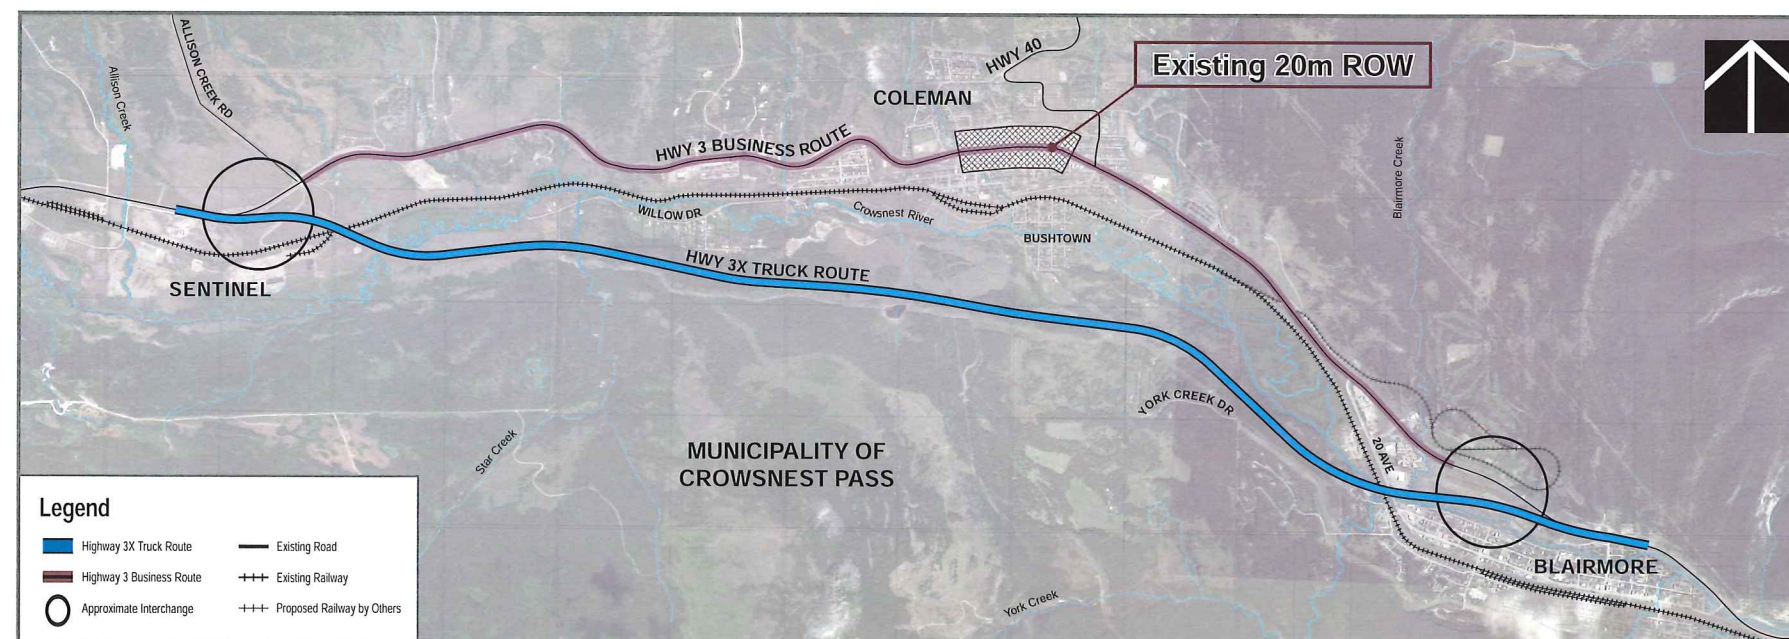 ALLISON CREEK RD
Allison Creek
HWY 40
COLEMAN
Existing 20m ROW
HWY 3 BUSINESS ROUTE
Blairmore Creek
WILLOW DR
Crowsnest River
BUSHTOWN
SENTINEL
HWY 3X TRUCK ROUTE
YORK CREEK DR
Star Creek
MUNICIPALITY OF
CROWSNEST PASS
20 AVE
BLAIRMORE
York Creek
Legend
Highway 3X Truck Route
Existing Road
Highway 3 Business Route
Existing Railway
Approximate Interchange
Proposed Railway by Others